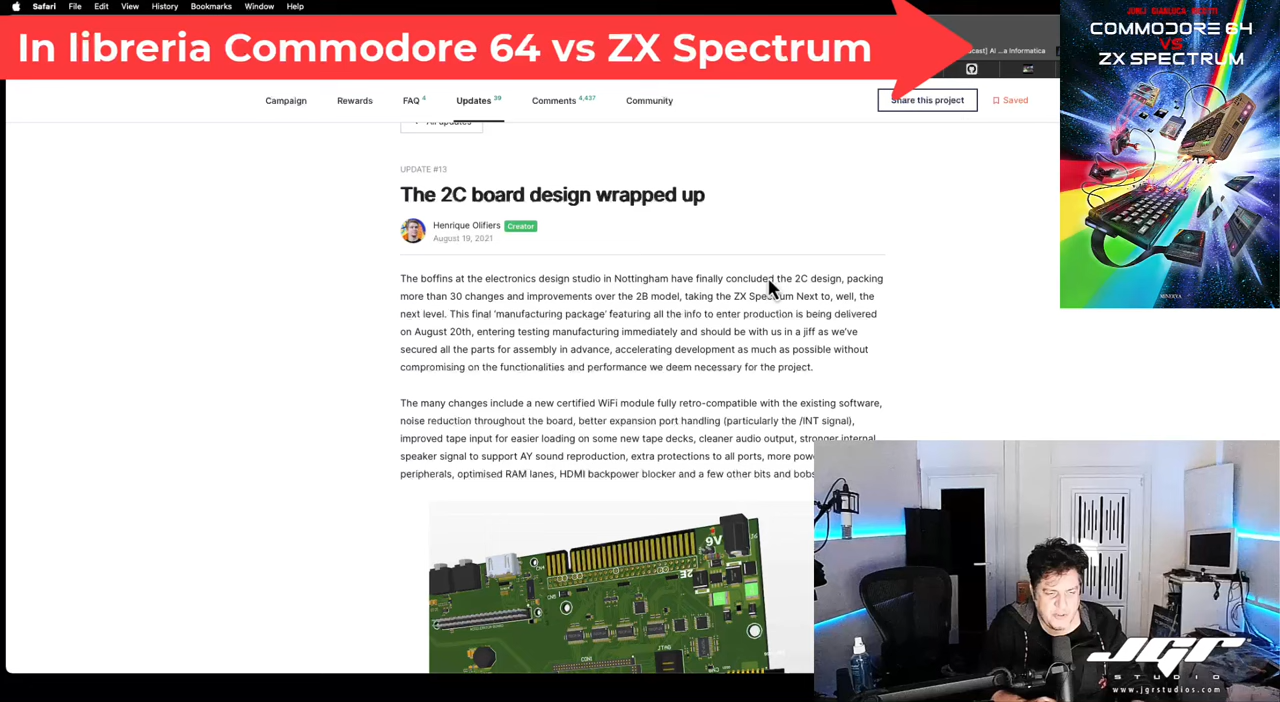 Safari File Edit View History Bookmarks Window Help
In libreria Commodore 64 vs ZX Spectrum
cast] Al ...a Informatica
COMMODORE 64
VS
ZX SPECTRUM
MINERVA
Campaign Rewards FAQ 4 Updates 39 Comments 4,437 Community
Share this project
Saved
All updates
UPDATE #13
The 2C board design wrapped up
Henrique Olifiers Creator
August 19, 2021
The boffins at the electronics design studio in Nottingham have finally concluded the 2C design, packing
more than 30 changes and improvements over the 2B model, taking the ZX Spectrum Next to, well, the
next level. This final 'manufacturing package' featuring all the info to enter production is being delivered
on August 20th, entering testing manufacturing immediately and should be with us in a jiff as we've
secured all the parts for assembly in advance, accelerating development as much as possible without
compromising on the functionalities and performance we deem necessary for the project.
The many changes include a new certified WiFi module fully retro-compatible with the existing software,
noise reduction throughout the board, better expansion port handling (particularly the /INT signal),
improved tape input for easier loading on some new tape decks, cleaner audio output, stronger internal
speaker signal to support AY sound reproduction, extra protections to all ports, more pow
peripherals, optimised RAM lanes, HDMI backpower blocker and a few other bits and bobs
9V
JGR
STUDIO
www.jgrstudios.com